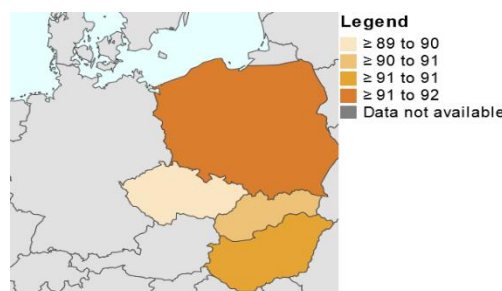 Legend
≥ 89 to 90
≥ 90 to 91
≥ 91 to 91
≥ 91 to 92
Data not available